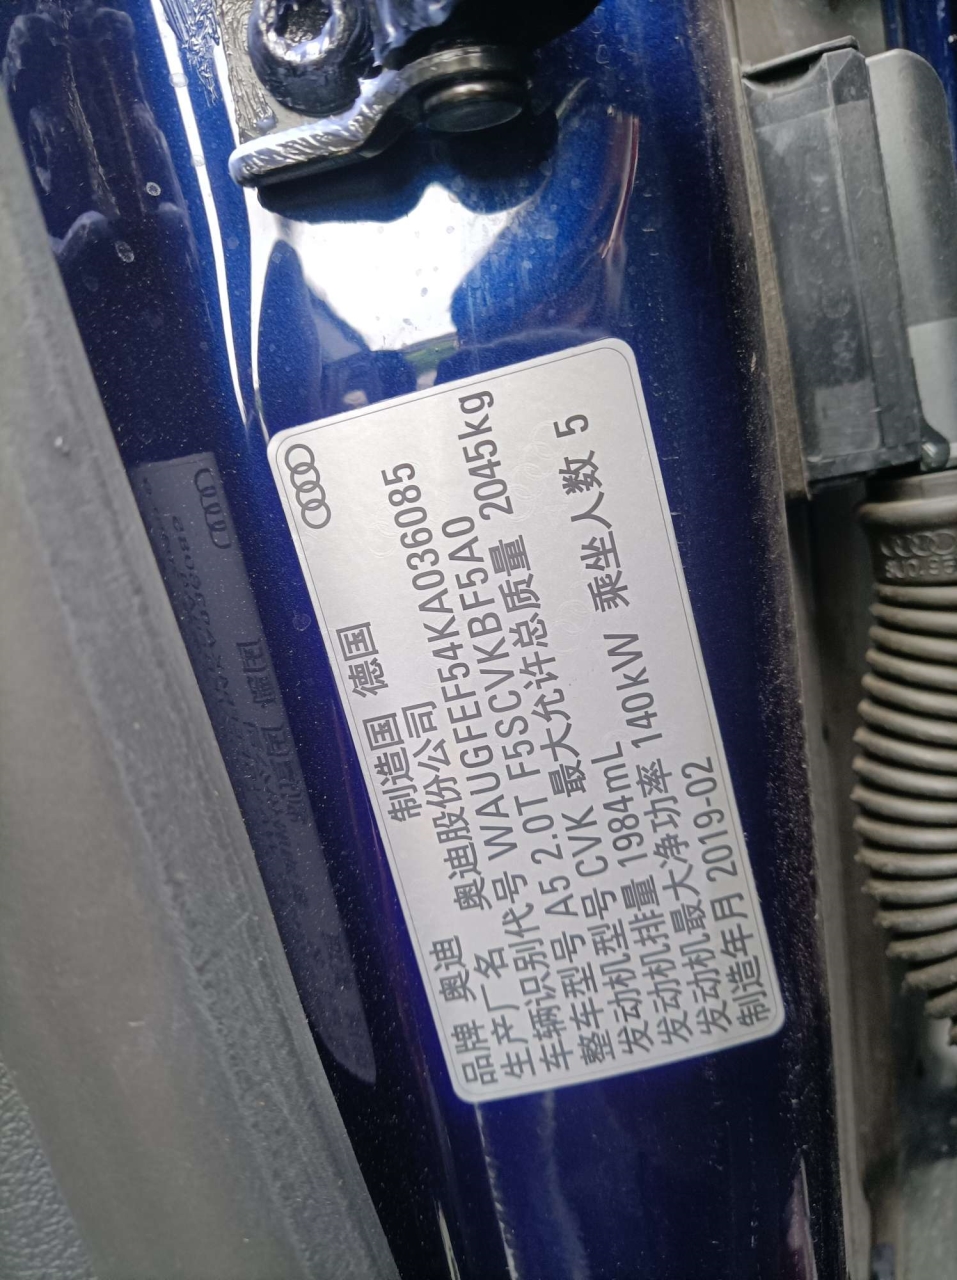 品牌 奥迪 制造国 德国
生产厂名 奥迪股份公司
车辆识别代号 WAUGFEF54KA036085
整车型号 A5 2.0T F5SCVKBF5A0
发动机型号 CVK 最大允许总质量 2045kg
发动机排量 1984mL
发动机最大净功率 140kW 乘坐人数 5
制造年月 2019-02